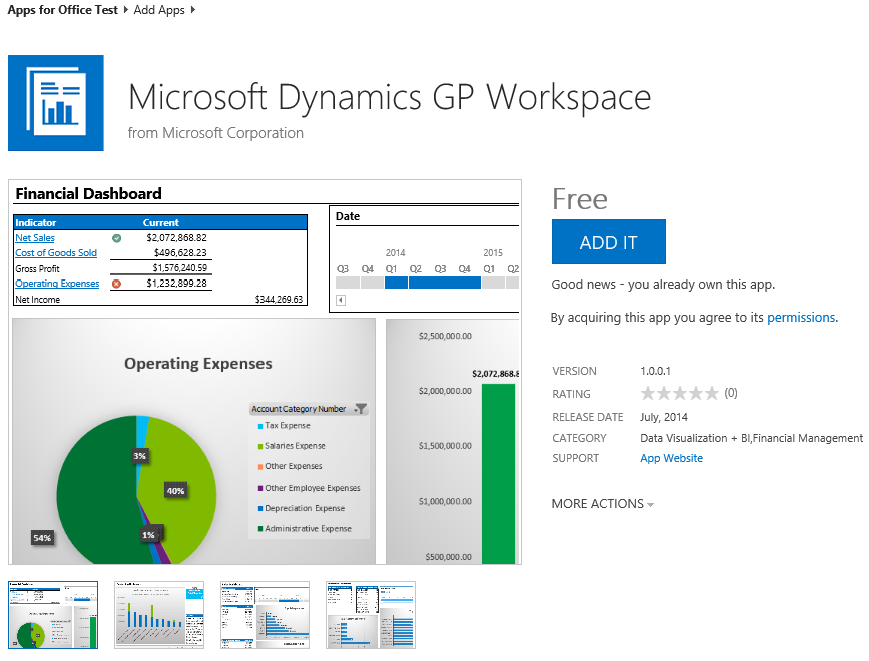 Apps for Office Test ▸ Add Apps ▸
Microsoft Dynamics GP Workspace
from Microsoft Corporation
Financial Dashboard
Indicator Current
Net Sales $2,072,868.82
Cost of Goods Sold $496,628.23
Gross Profit $1,576,240.59
Operating Expenses $1,232,899.28
Net Income $344,269.63
Date
2014 2015
Q3 Q4 Q1 Q2 Q3 Q4 Q1 Q2
Operating Expenses
Account Category Number
Tax Expense
Salaries Expense
Other Expenses
Other Employee Expenses
Depreciation Expense
Administrative Expense
3%
40%
1%
54%
$2,500,000.00
$2,072,868.8
$2,000,000.00
$1,500,000.00
$1,000,000.00
$500,000.00
Free
ADD IT
Good news - you already own this app.
By acquiring this app you agree to its permissions.
VERSION 1.0.0.1
RATING (0)
RELEASE DATE July, 2014
CATEGORY Data Visualization + BI,Financial Management
SUPPORT App Website
MORE ACTIONS